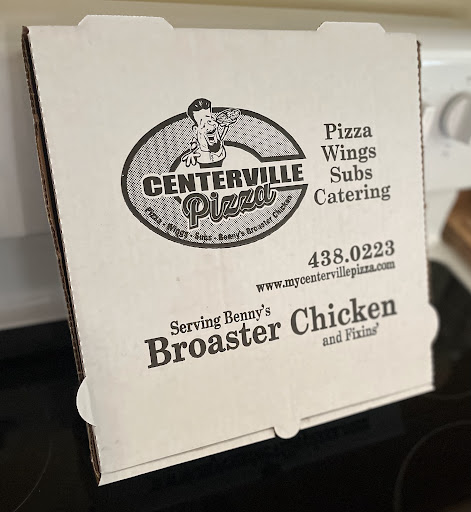 CENTERVILLE
Pizza
Pizza • Wings • Subs • Benny's Broaster Chicken
Pizza
Wings
Subs
Catering
438.0223
www.mycentervillepizza.com
Serving Benny's
Broaster Chicken
and Fixins'